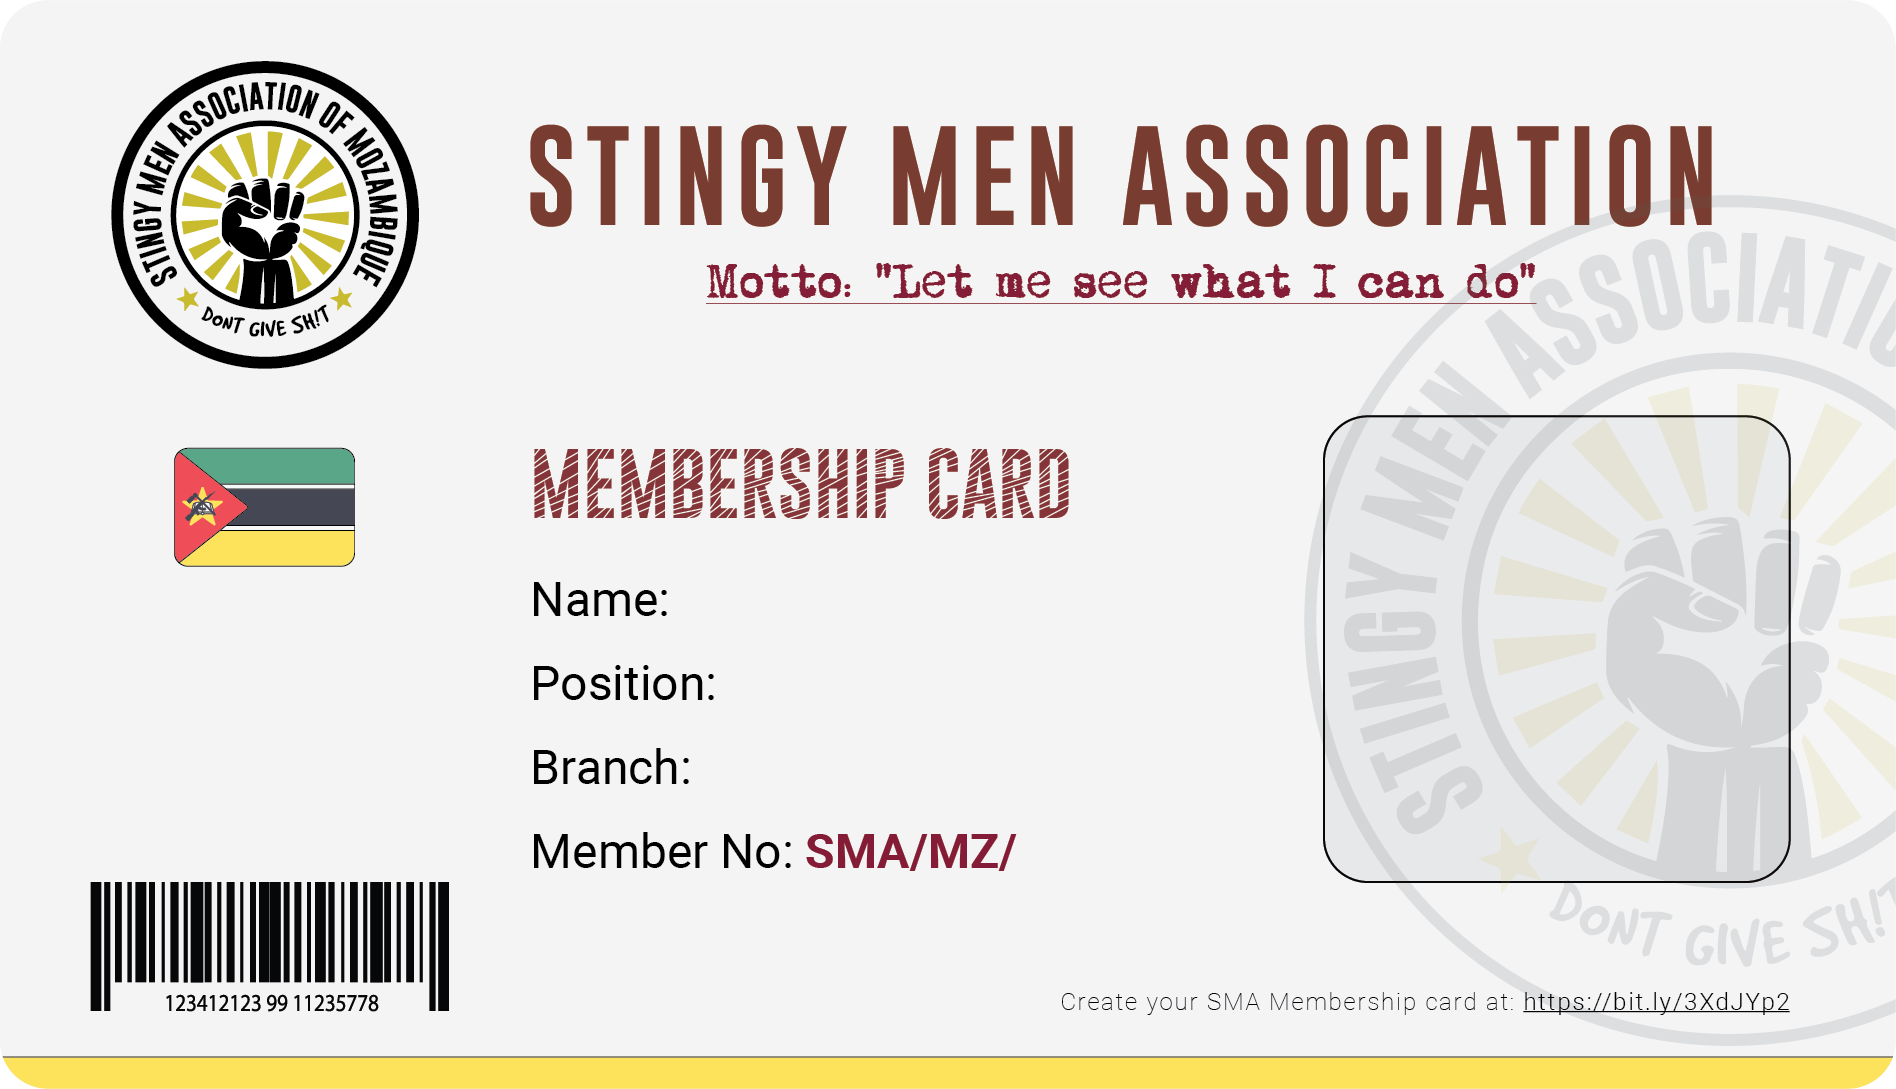 STINGY MEN ASSOCIATION OF MOZAMBIQUE
DONT GIVE SH!T
STINGY MEN ASSOCIATION
Motto: "Let me see what I can do"
MEMBERSHIP CARD
Name:
Position:
Branch:
Member No: SMA/MZ/
STINGY MEN ASSOCIATIO
DONT GIVE SH!T
123412123 99 11235778
Create your SMA Membership card at: https://bit.ly/3XdJYp2